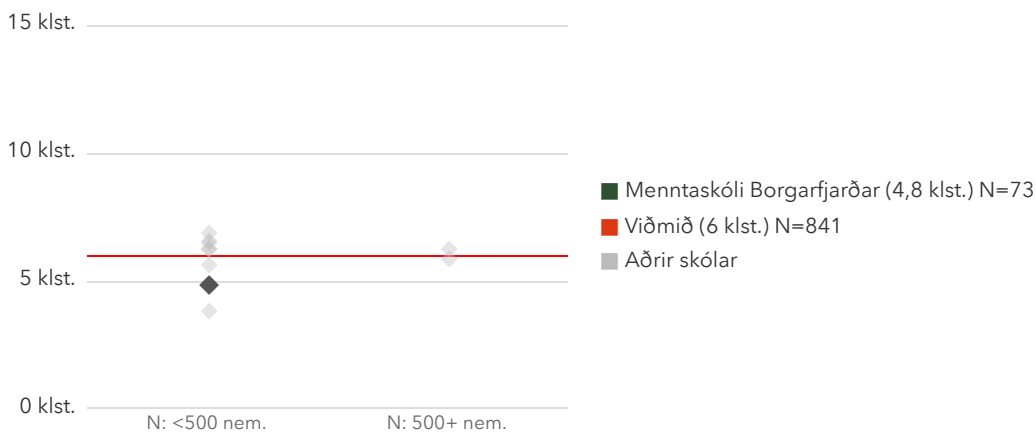 15 klst.
10 klst.
5 klst.
0 klst.
N: <500 nem.
N: 500+ nem.
Menntaskóli Borgarfjarðar (4,8 klst.) N=73
Viðmið (6 klst.) N=841
Aðrir skólar